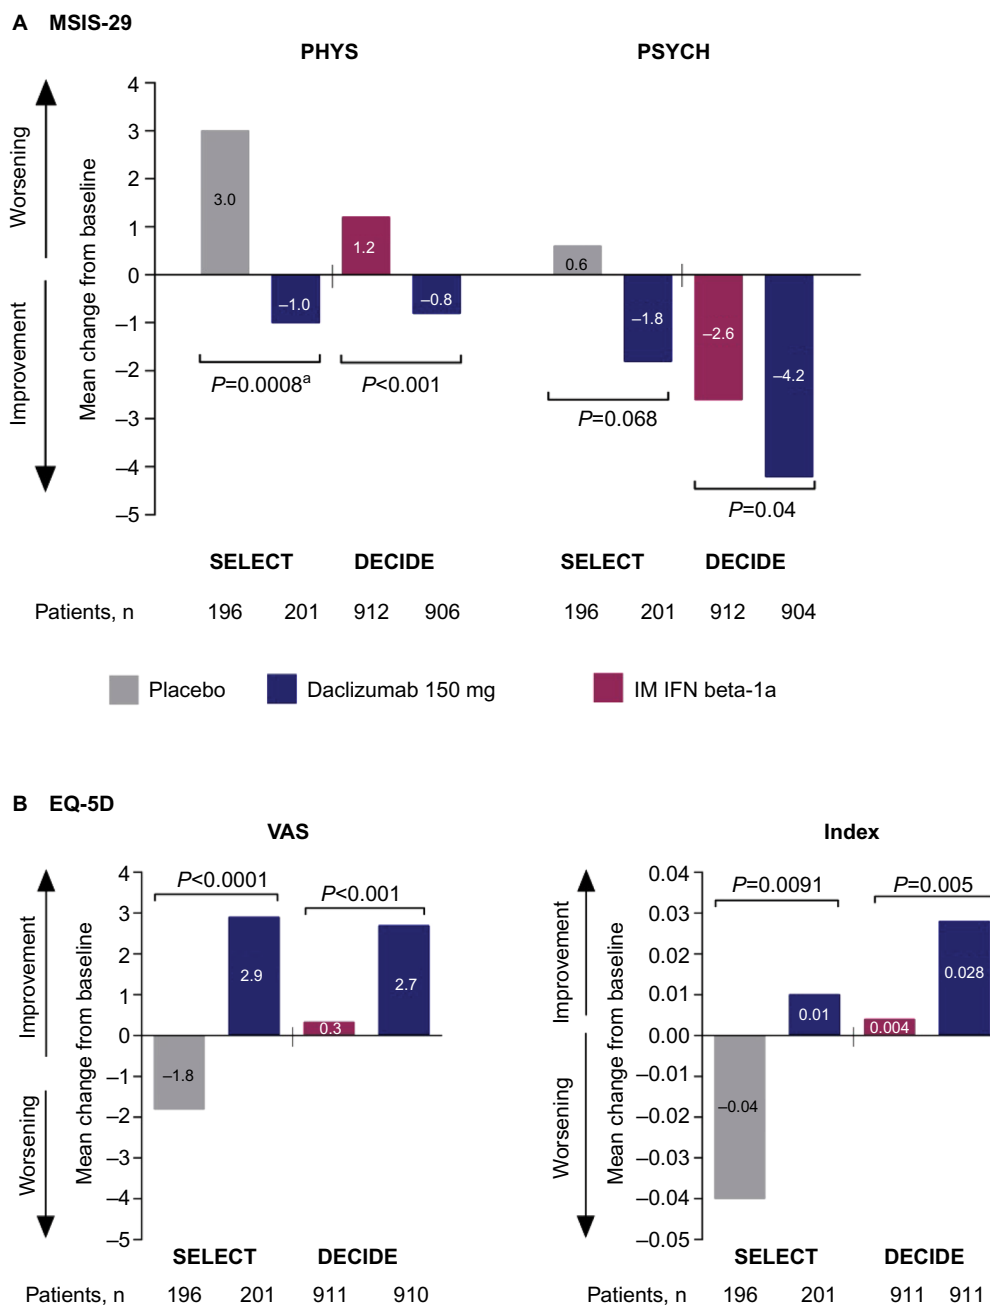 A MSIS-29
PHYS PSYCH
Worsening
Improvement
Mean change from baseline
4
3
2
1
0
–1
–2
–3
–4
–5
3.0
–1.0
1.2
–0.8
0.6
–1.8
–2.6
–4.2
P=0.0008a
P<0.001
P=0.068
P=0.04
SELECT DECIDE SELECT DECIDE
Patients, n 196 201 912 906 196 201 912 904
Placebo Daclizumab 150 mg IM IFN beta-1a
B EQ-5D
VAS
Improvement
Worsening
Mean change from baseline
4
3
2
1
0
–1
–2
–3
–4
–5
P<0.0001
P<0.001
–1.8
2.9
0.3
2.7
SELECT DECIDE
Patients, n 196 201 911 910
Index
Improvement
Worsening
Mean change from baseline
0.04
0.03
0.02
0.01
0.00
–0.01
–0.02
–0.03
–0.04
–0.05
P=0.0091
P=0.005
–0.04
0.01
0.004
0.028
SELECT DECIDE
Patients, n 196 201 911 911